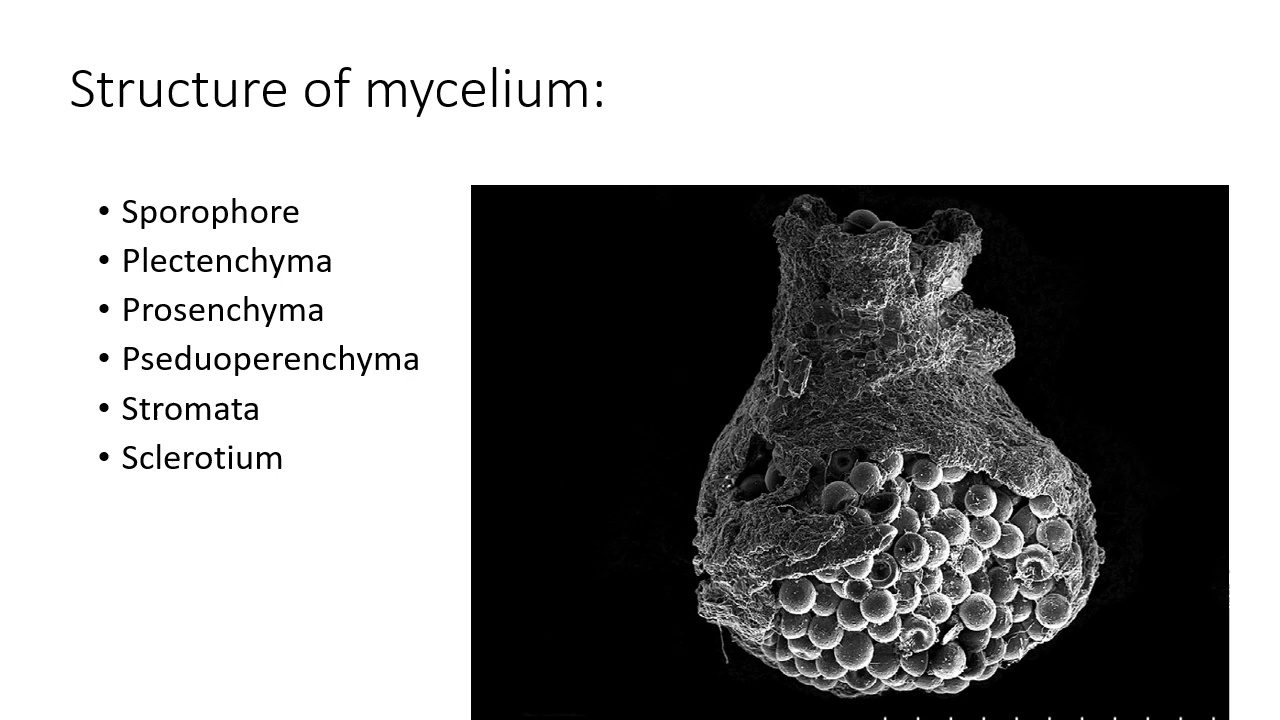 Structure of mycelium:
• Sporophore
• Plectenchyma
• Prosenchyma
• Pseduoperenchyma
• Stromata
• Sclerotium